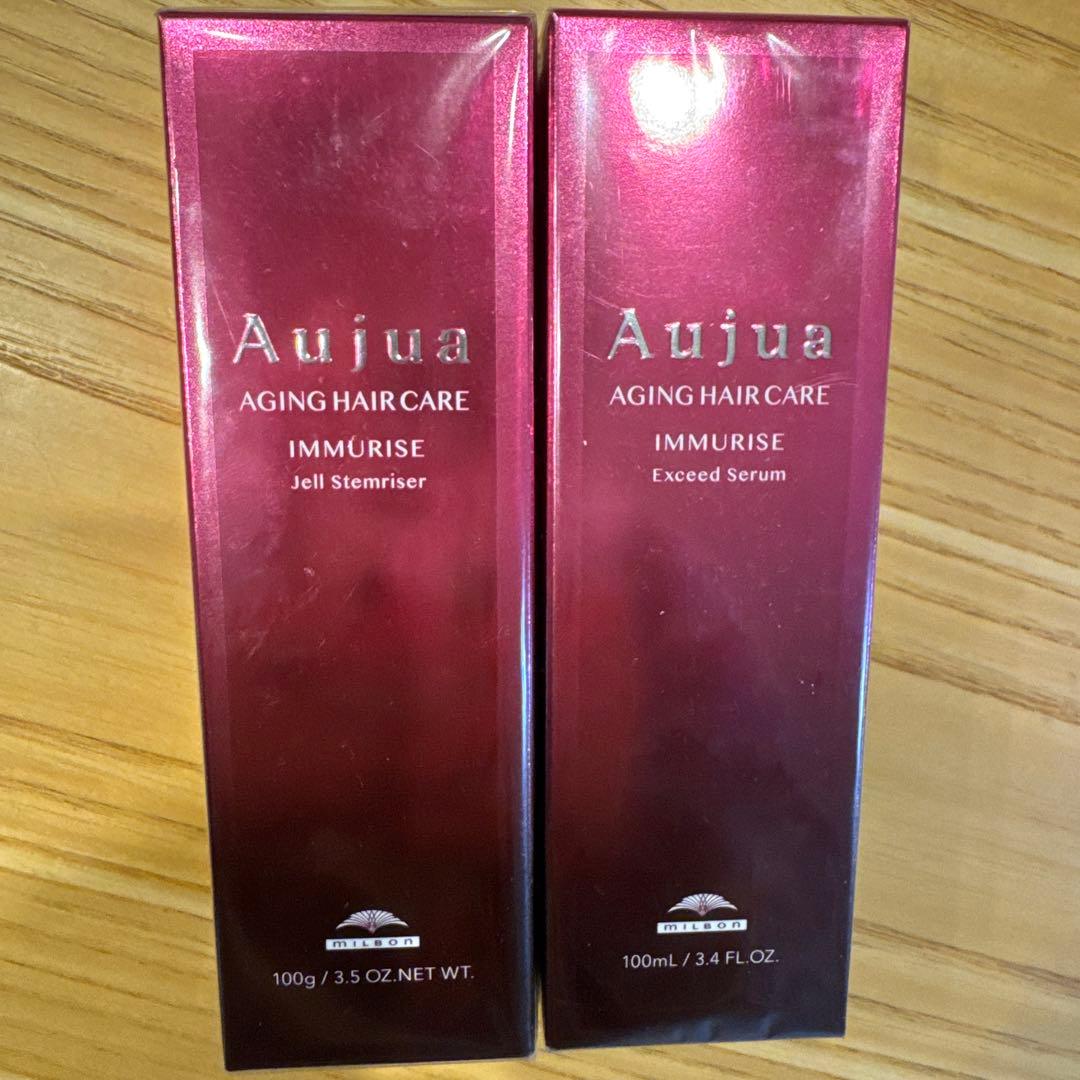 Aujua
AGING HAIR CARE
IMMURISE
Jell Stemriser
MILBON
100g / 3.5 OZ.NET WT.
Aujua
AGING HAIR CARE
IMMURISE
Exceed Serum
MILBON
100mL / 3.4 FL.OZ.